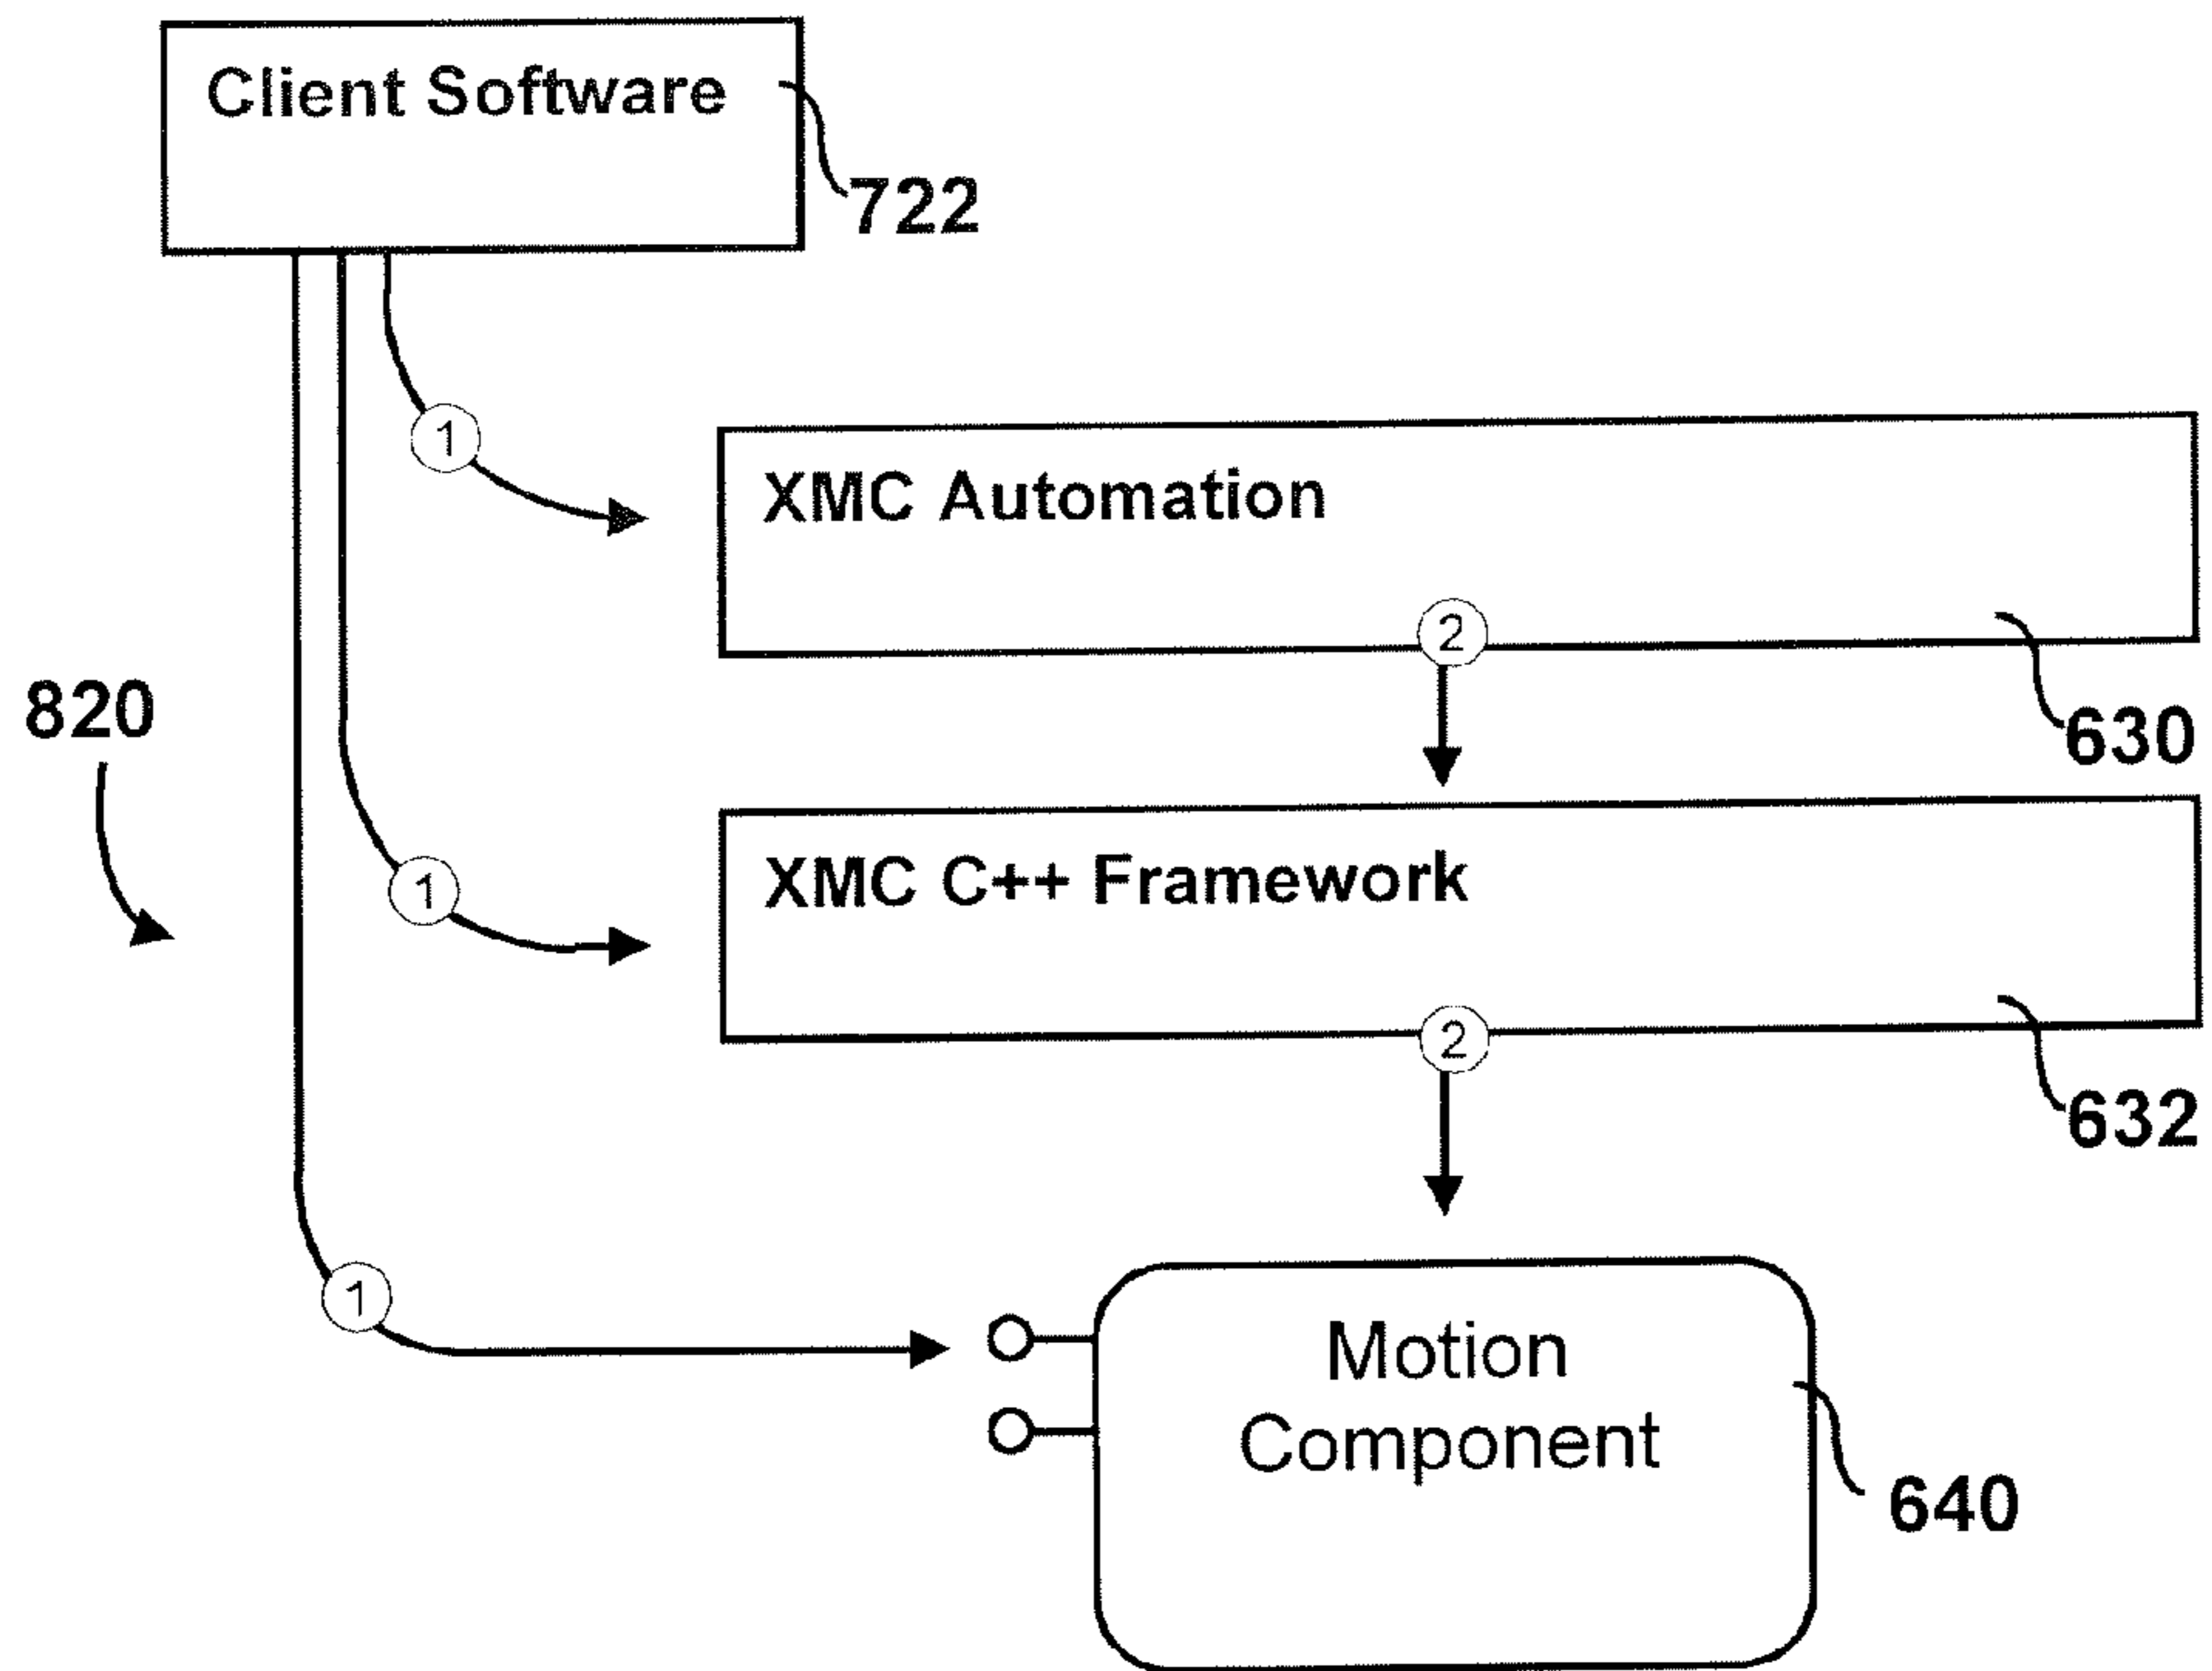 Client Software
722
1
XMC Automation
2
630
820
XMC C++ Framework
1
2
632
1
Motion
Component
640